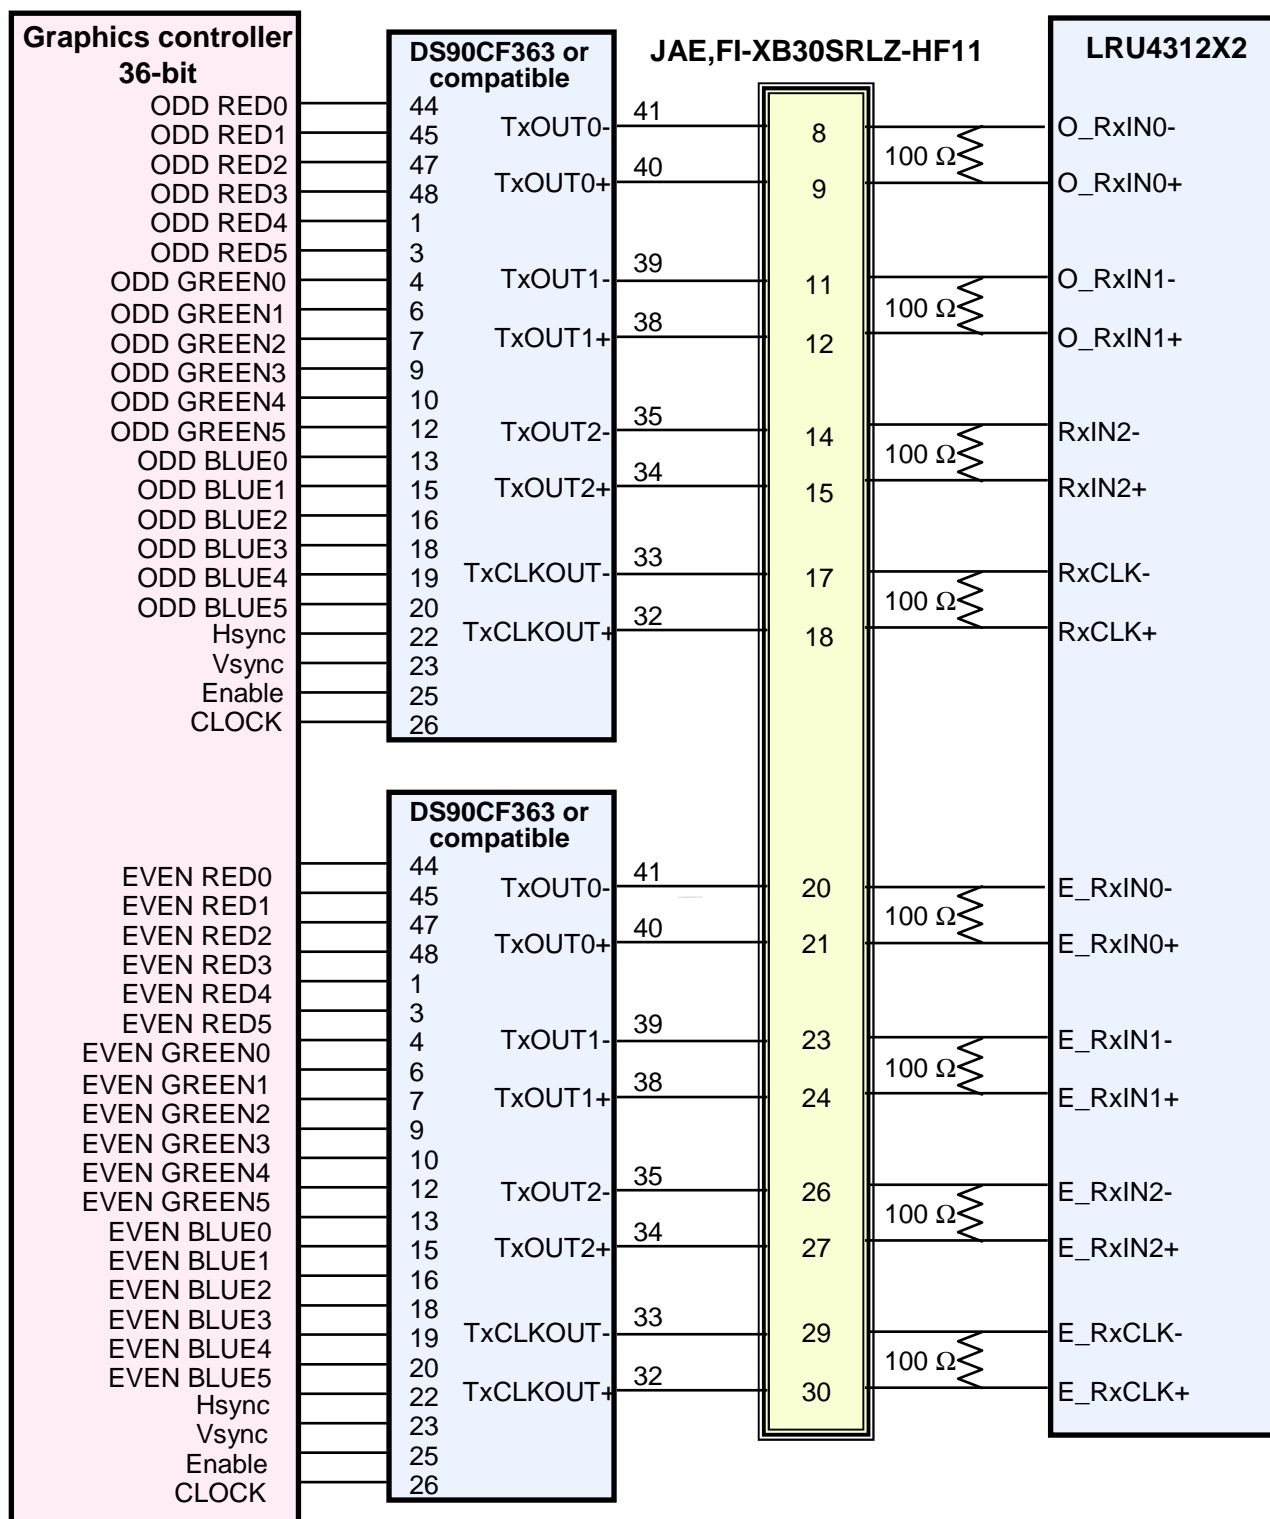 Graphics controller
36-bit
ODD RED0
ODD RED1
ODD RED2
ODD RED3
ODD RED4
ODD RED5
ODD GREEN0
ODD GREEN1
ODD GREEN2
ODD GREEN3
ODD GREEN4
ODD GREEN5
ODD BLUE0
ODD BLUE1
ODD BLUE2
ODD BLUE3
ODD BLUE4
ODD BLUE5
Hsync
Vsync
Enable
CLOCK
EVEN RED0
EVEN RED1
EVEN RED2
EVEN RED3
EVEN RED4
EVEN RED5
EVEN GREEN0
EVEN GREEN1
EVEN GREEN2
EVEN GREEN3
EVEN GREEN4
EVEN GREEN5
EVEN BLUE0
EVEN BLUE1
EVEN BLUE2
EVEN BLUE3
EVEN BLUE4
EVEN BLUE5
Hsync
Vsync
Enable
CLOCK
DS90CF363 or
compatible
44
45
47
48
1
3
4
6
7
9
10
12
13
15
16
18
19
20
22
23
25
26
TxOUT0-
TxOUT0+
TxOUT1-
TxOUT1+
TxOUT2-
TxOUT2+
TxCLKOUT-
TxCLKOUT+
41
40
39
38
35
34
33
32
DS90CF363 or
compatible
44
45
47
48
1
3
4
6
7
9
10
12
13
15
16
18
19
20
22
23
25
26
TxOUT0-
TxOUT0+
TxOUT1-
TxOUT1+
TxOUT2-
TxOUT2+
TxCLKOUT-
TxCLKOUT+
41
40
39
38
35
34
33
32
JAE,FI-XB30SRLZ-HF11
8
9
11
12
14
15
17
18
20
21
23
24
26
27
29
30
100 Ω
100 Ω
100 Ω
100 Ω
100 Ω
100 Ω
100 Ω
100 Ω
LRU4312X2
O_RxIN0-
O_RxIN0+
O_RxIN1-
O_RxIN1+
RxIN2-
RxIN2+
RxCLK-
RxCLK+
E_RxIN0-
E_RxIN0+
E_RxIN1-
E_RxIN1+
E_RxIN2-
E_RxIN2+
E_RxCLK-
E_RxCLK+